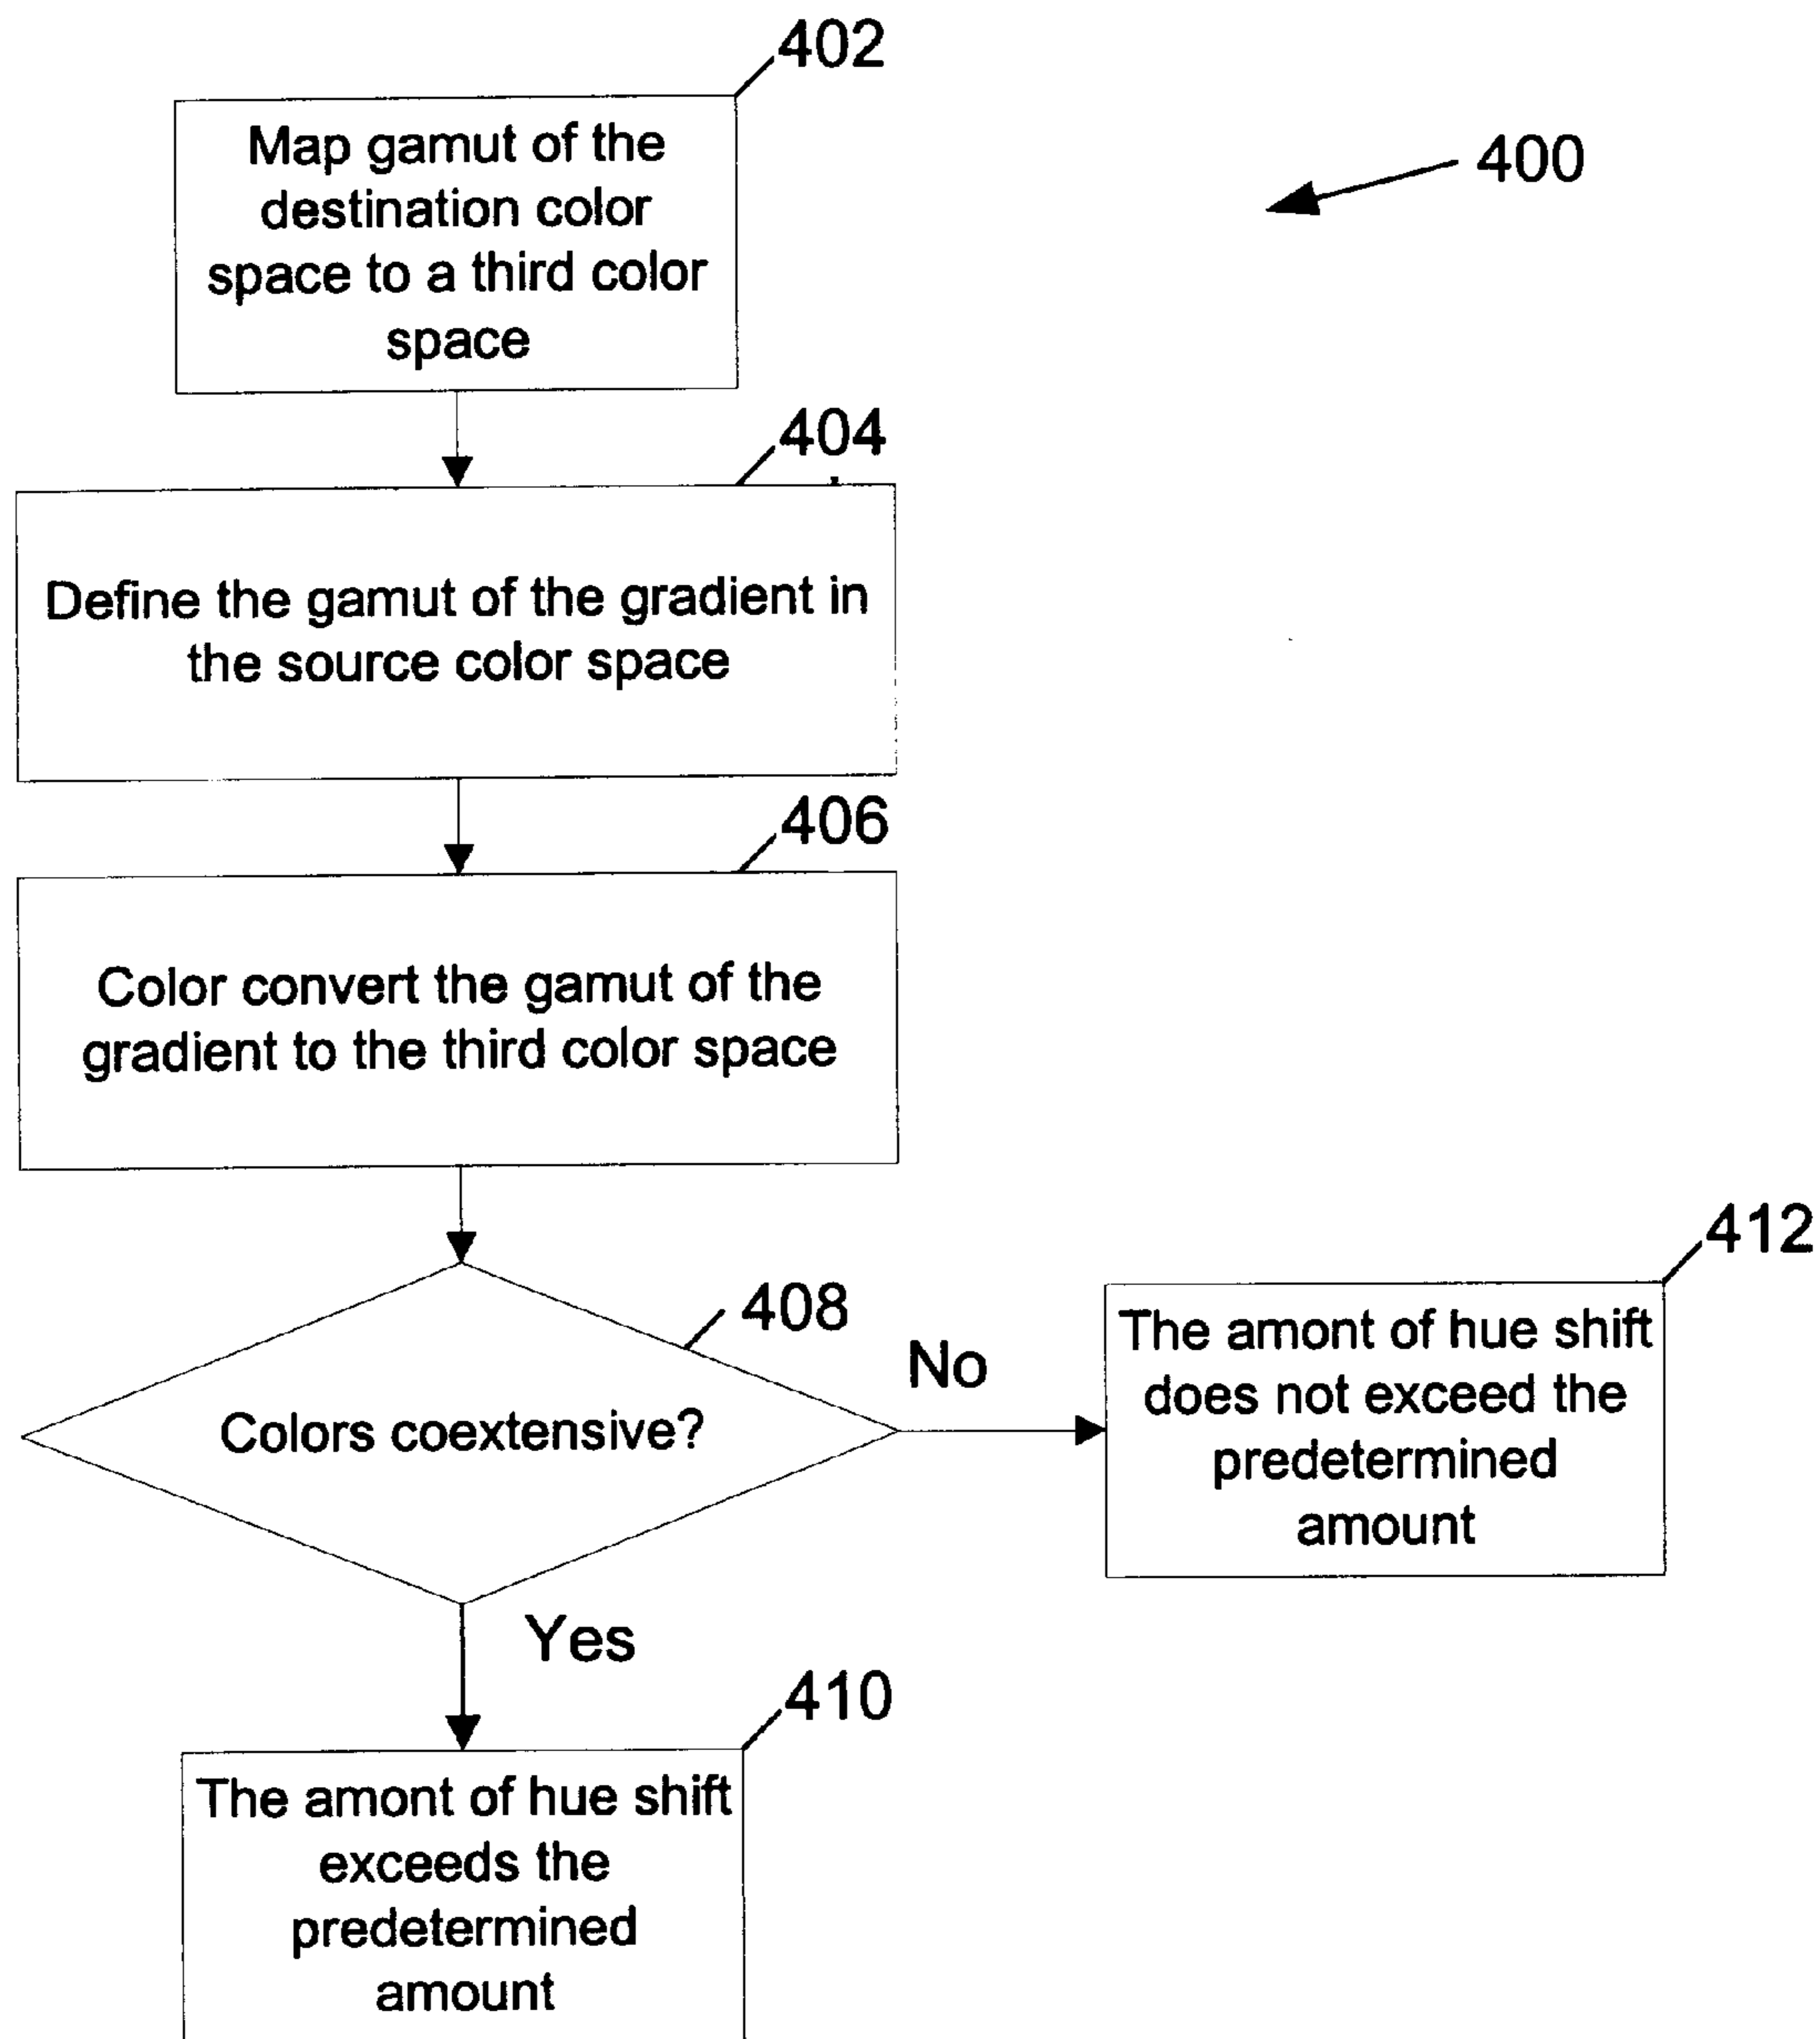 402
Map gamut of the
destination color
space to a third color
space
400
404
Define the gamut of the gradient in
the source color space
406
Color convert the gamut of the
gradient to the third color space
408
Colors coextensive?
No
412
The amont of hue shift
does not exceed the
predetermined
amount
Yes
410
The amont of hue shift
exceeds the
predetermined
amount